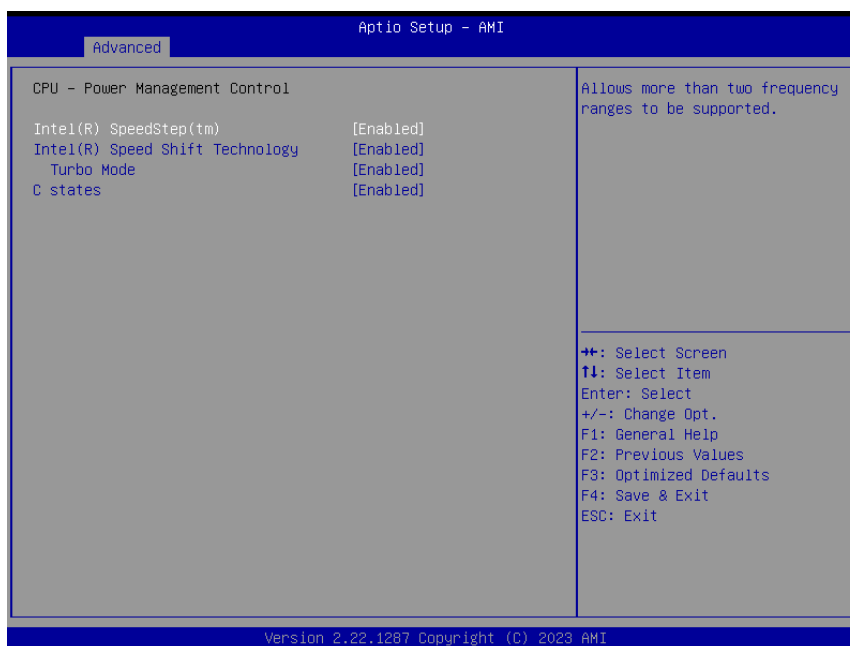 Aptio Setup – AMI
Advanced
CPU – Power Management Control
Intel(R) SpeedStep(tm) [Enabled]
Intel(R) Speed Shift Technology [Enabled]
Turbo Mode [Enabled]
C states [Enabled]
Allows more than two frequency
ranges to be supported.
→←: Select Screen
↑↓: Select Item
Enter: Select
+/-: Change Opt.
F1: General Help
F2: Previous Values
F3: Optimized Defaults
F4: Save & Exit
ESC: Exit
Version 2.22.1287 Copyright (C) 2023 AMI